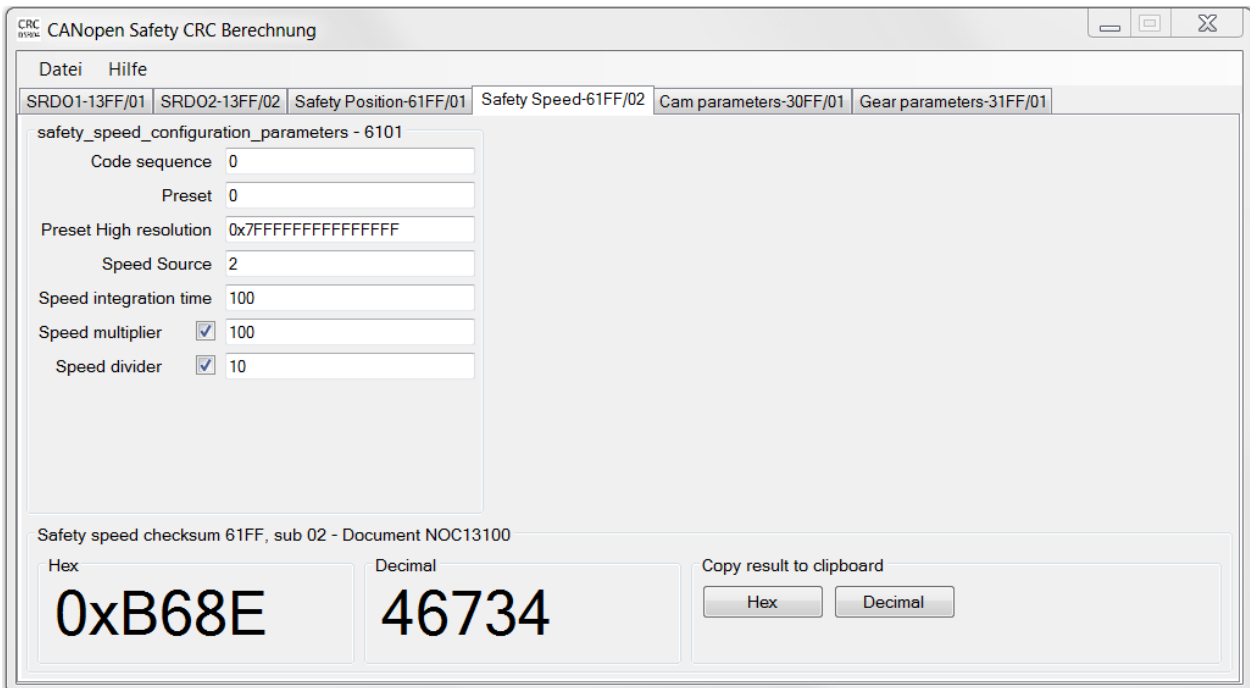 CRC CANopen Safety CRC Berechnung
Datei Hilfe
SRDO1-13FF/01 SRDO2-13FF/02 Safety Position-61FF/01 Safety Speed-61FF/02 Cam parameters-30FF/01 Gear parameters-31FF/01
safety_speed_configuration_parameters - 6101
Code sequence 0
Preset 0
Preset High resolution 0x7FFFFFFFFFFFFFFF
Speed Source 2
Speed integration time 100
Speed multiplier 100
Speed divider 10
Safety speed checksum 61FF, sub 02 - Document NOC13100
Hex Decimal Copy result to clipboard
0xB68E 46734 Hex Decimal